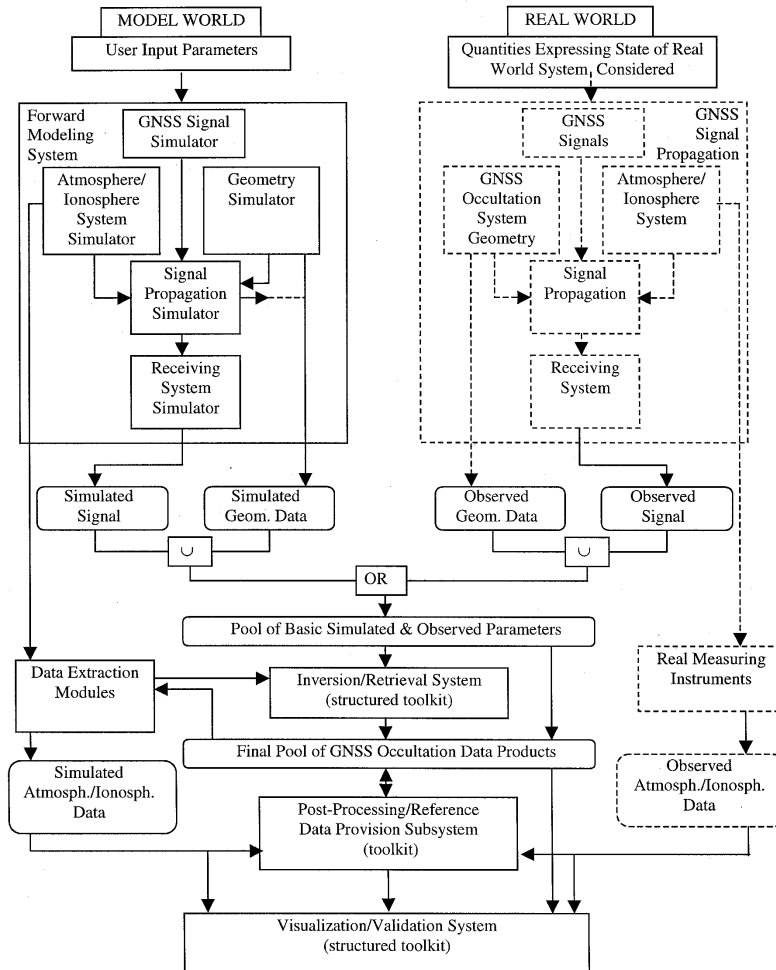 MODEL WORLD
User Input Parameters
REAL WORLD
Quantities Expressing State of Real
World System Considered
Forward
Modeling
System
GNSS Signal
Simulator
Atmosphere/
Ionosphere
System
Simulator
Geometry
Simulator
Signal
Propagation
Simulator
Receiving
System
Simulator
GNSS
Signals
GNSS
Signal
Propagation
GNSS
Occultation
System
Geometry
Atmosphere/
Ionosphere
System
Signal
Propagation
Receiving
System
Simulated
Signal
Simulated
Geom. Data
Observed
Geom. Data
Observed
Signal
∪
∪
OR
Pool of Basic Simulated & Observed Parameters
Data Extraction
Modules
Inversion/Retrieval System
(structured toolkit)
Real Measuring
Instruments
Final Pool of GNSS Occultation Data Products
Simulated
Atmosph./Ionosph.
Data
Observed
Atmosph./Ionosph.
Data
Post-Processing/Reference
Data Provision Subsystem
(toolkit)
Visualization/Validation System
(structured toolkit)